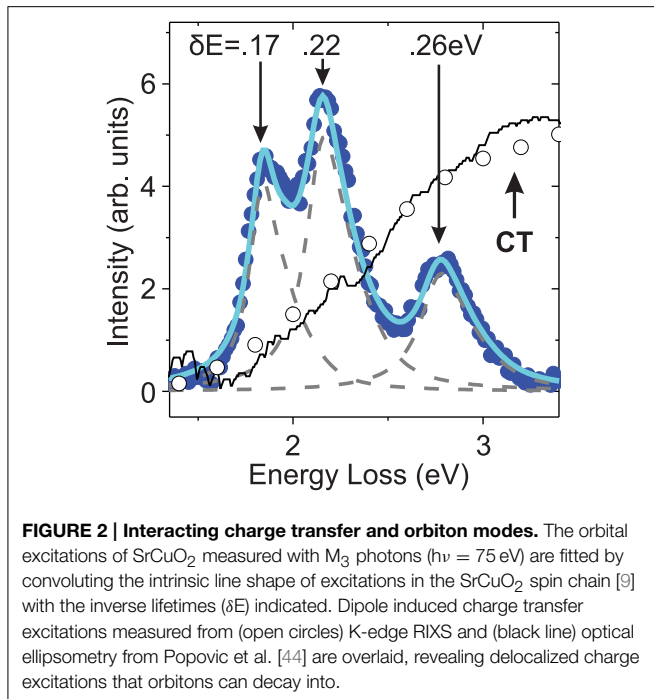 δE=.17 .22 .26eV
6
4
2
0
Intensity (arb. units)
CT
2 3
Energy Loss (eV)
FIGURE 2 | Interacting charge transfer and orbiton modes. The orbital
excitations of SrCuO₂ measured with M₃ photons (hν = 75 eV) are fitted by
convoluting the intrinsic line shape of excitations in the SrCuO₂ spin chain [9]
with the inverse lifetimes (δE) indicated. Dipole induced charge transfer
excitations measured from (open circles) K-edge RIXS and (black line) optical
ellipsometry from Popovic et al. [44] are overlaid, revealing delocalized charge
excitations that orbitons can decay into.